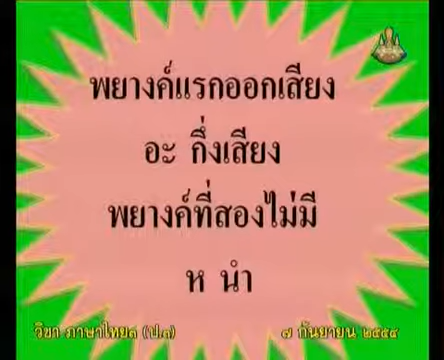 พยางค์แรกออกเสียง
อะ กึ่งเสียง
พยางค์ที่สองไม่มี
ห นำ
วิชา ภาษาไทย๓ (ป.๓) ๗ กันยายน ๒๕๕๔